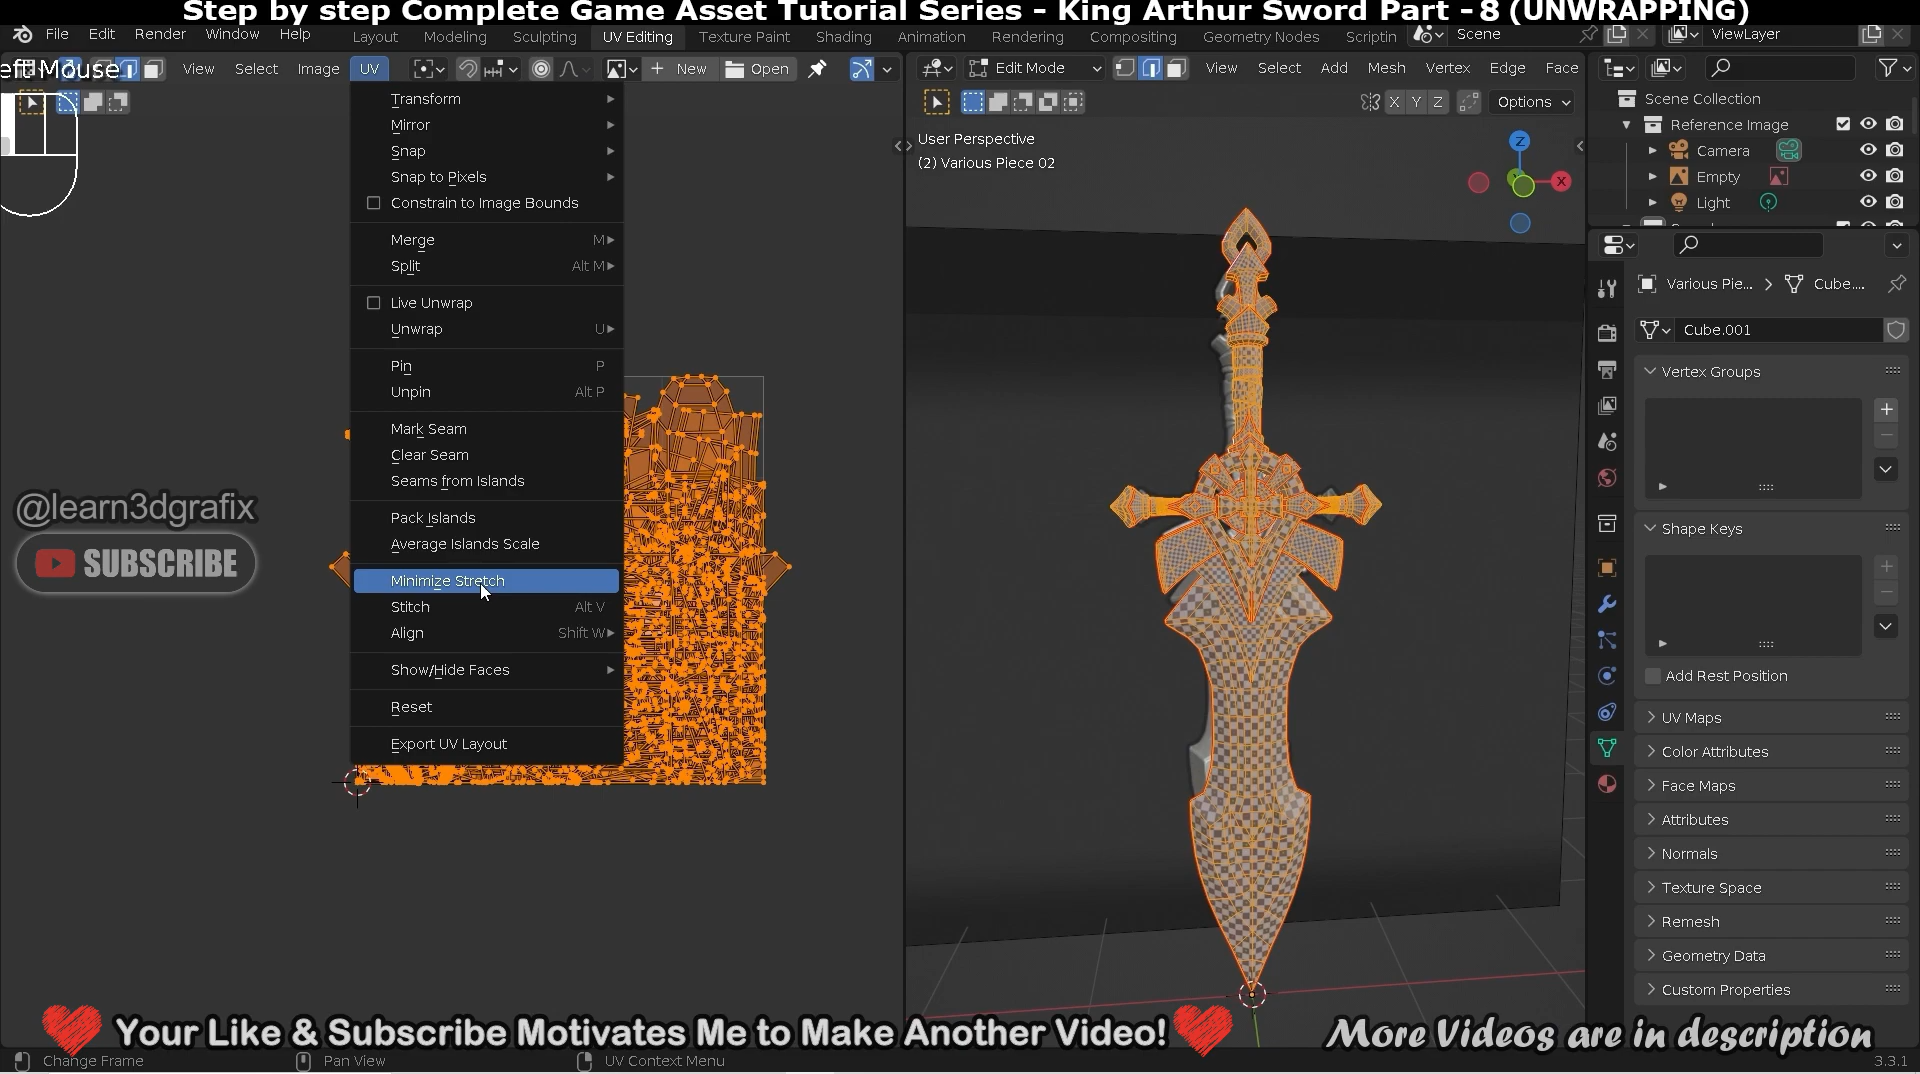 Step by step Complete Game Asset Tutorial Series - King Arthur Sword Part -8 (UNWRAPPING)
File Edit Render Window Help Layout Modeling Sculpting UV Editing Texture Paint Shading Animation Rendering Compositing Geometry Nodes Scriptin Scene ViewLayer
eft Mouse View Select Image UV New Open Edit Mode View Select Add Mesh Vertex Edge Face
X Y Z Options
Transform
Mirror
Snap
Snap to Pixels
Constrain to Image Bounds
Merge M
Split Alt M
Live Unwrap
Unwrap U
Pin P
Unpin Alt P
Mark Seam
Clear Seam
Seams from Islands
Pack Islands
Average Islands Scale
Minimize Stretch
Stitch Alt V
Align Shift W
Show/Hide Faces
Reset
Export UV Layout
@learn3dgrafix
SUBSCRIBE
User Perspective
(2) Various Piece 02
Z
X
Scene Collection
Reference Image
Camera
Empty
Light
Various Pie... Cube....
Cube.001
Vertex Groups
Shape Keys
Add Rest Position
UV Maps
Color Attributes
Face Maps
Attributes
Normals
Texture Space
Remesh
Geometry Data
Custom Properties
Your Like & Subscribe Motivates Me to Make Another Video!
More Videos are in description
Change Frame Pan View UV Context Menu 3.3.1